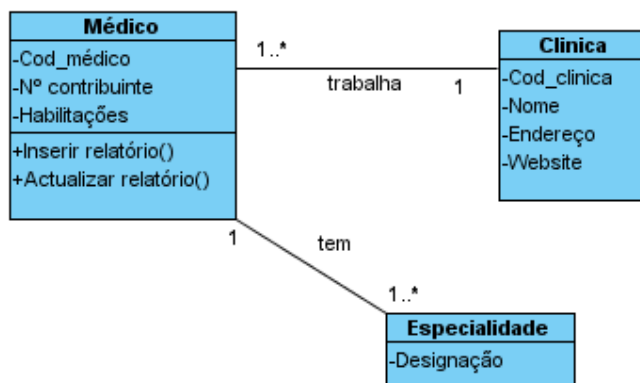 Médico
-Cod_médico
-Nº contribuinte
-Habilitações
+Inserir relatório()
+Actualizar relatório()
1..*
trabalha
1
Clinica
-Cod_clinica
-Nome
-Endereço
-Website
1
tem
1..*
Especialidade
-Designação